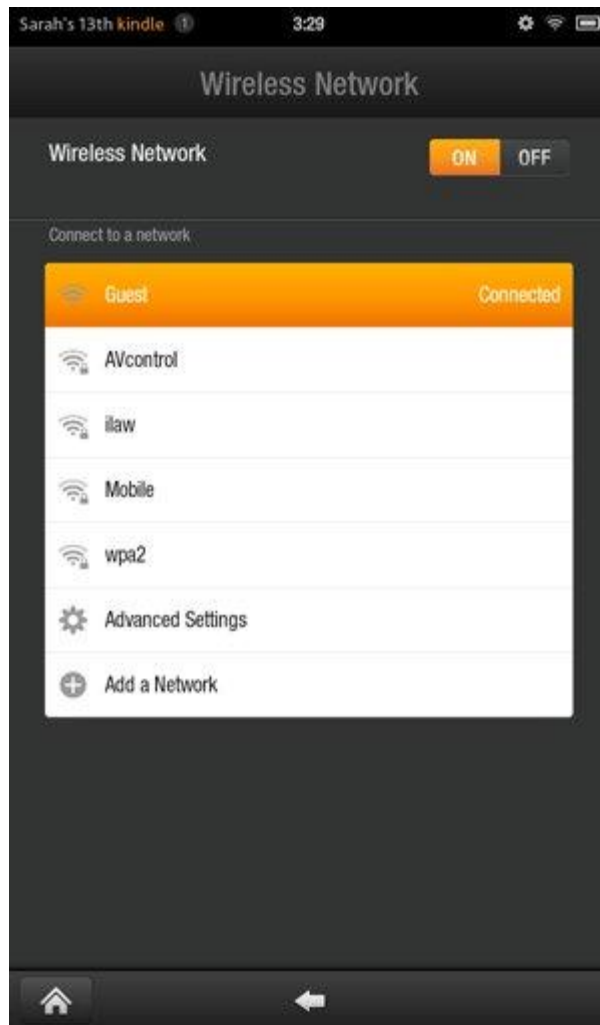 Sarah's 13th kindle 1 3:29
Wireless Network
Wireless Network ON OFF
Connect to a network
Guest Connected
AVcontrol
ilaw
Mobile
wpa2
Advanced Settings
Add a Network